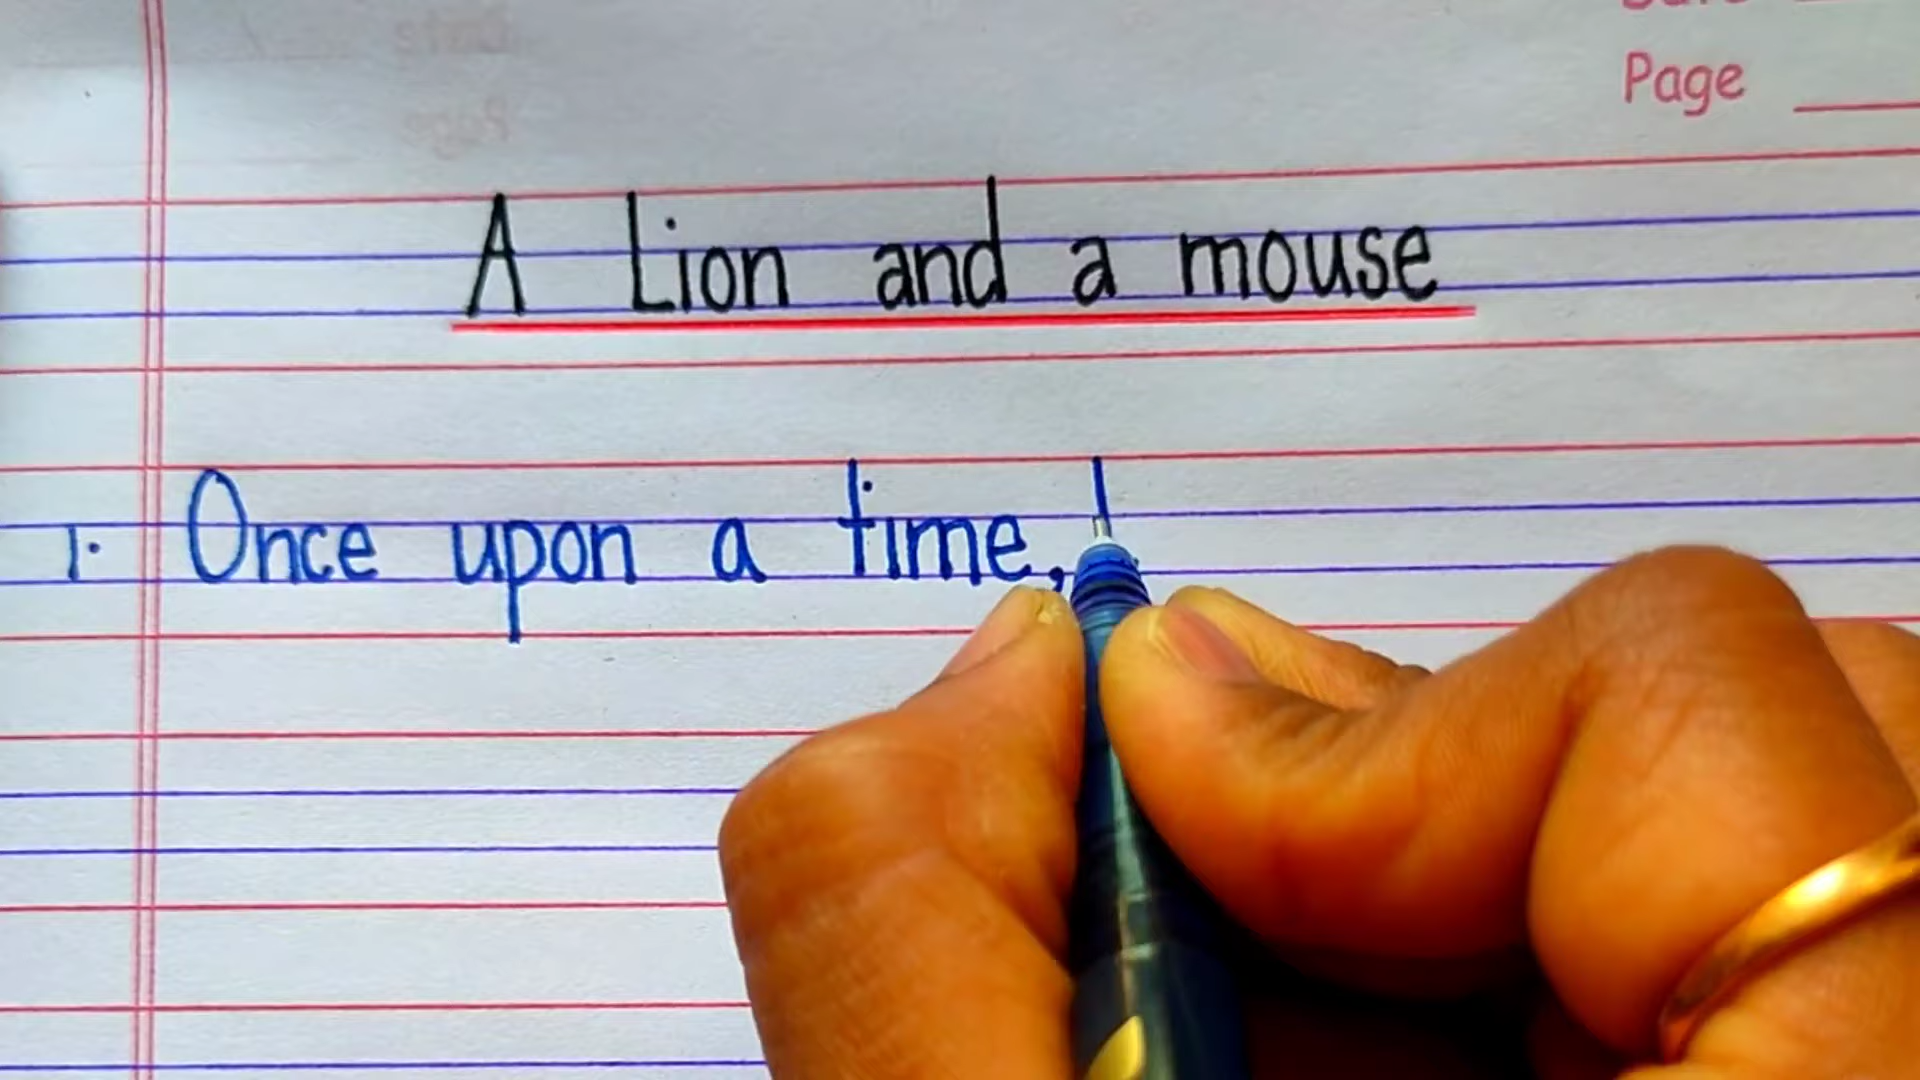 Page
A Lion and a mouse
1. Once upon a time,